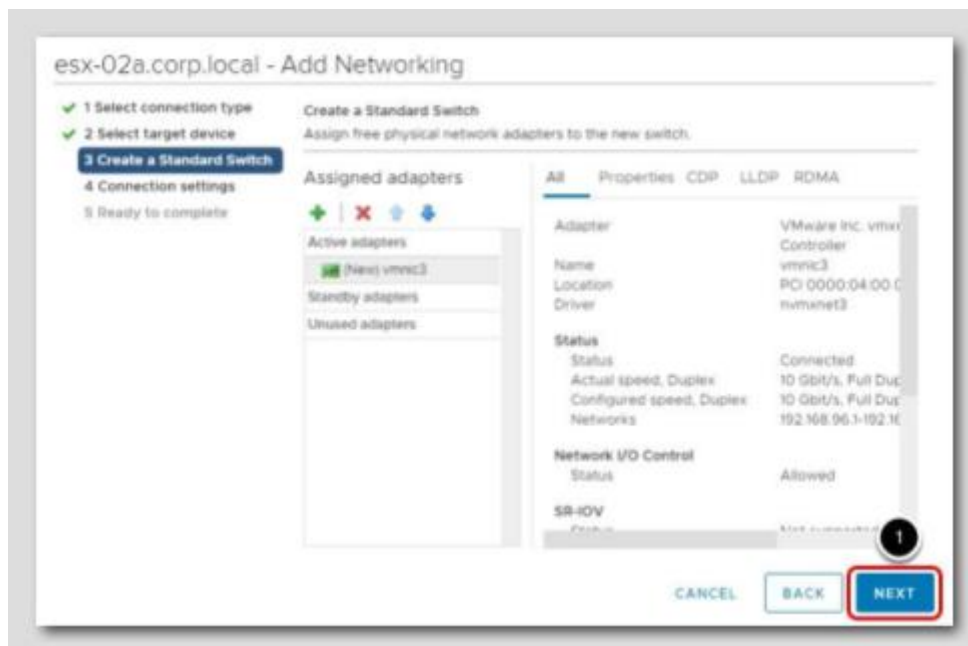 esx-02a.corp.local - Add Networking
1 Select connection type
2 Select target device
3 Create a Standard Switch
4 Connection settings
5 Ready to complete
Create a Standard Switch
Assign free physical network adapters to the new switch.
Assigned adapters
Active adapters
(New) vmnic3
Standby adapters
Unused adapters
All Properties CDP LLDP RDMA
Adapter VMware Inc.
Controller
Name vmnic3
Location PCI 0000:04:00.
Driver nvmxnet3
Status
Status Connected
Actual speed, Duplex 10 Gbit/s, Full Dup
Configured speed, Duplex 10 Gbit/s, Full Dup
Networks 192.168.96.1-192.16
Network I/O Control
Status Allowed
SR-IOV
Status Not supported
1
CANCEL BACK NEXT